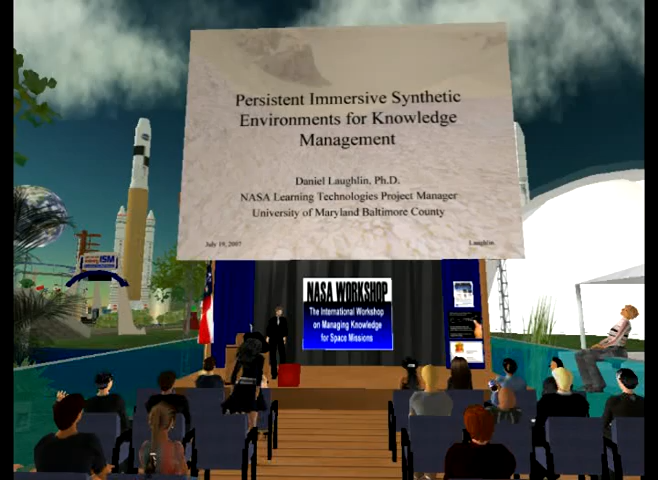 Persistent Immersive Synthetic
Environments for Knowledge
Management
Daniel Laughlin, Ph.D.
NASA Learning Technologies Project Manager
University of Maryland Baltimore County
July 19, 2007
Laughlin
ISM
NASA WORKSHOP
The International Workshop
on Managing Knowledge
for Space Missions